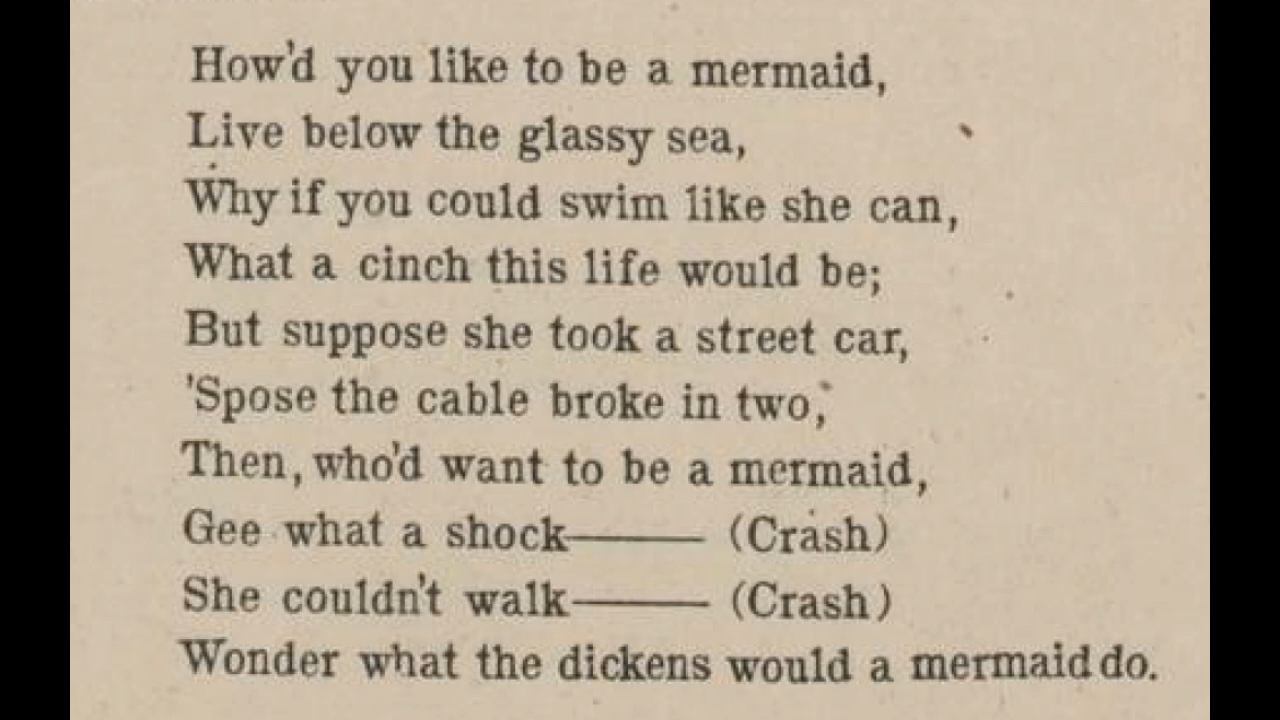 How'd you like to be a mermaid,
Live below the glassy sea,
Why if you could swim like she can,
What a cinch this life would be;
But suppose she took a street car,
'Spose the cable broke in two,
Then, who'd want to be a mermaid,
Gee what a shock——— (Crash)
She couldn't walk——— (Crash)
Wonder what the dickens would a mermaid do.